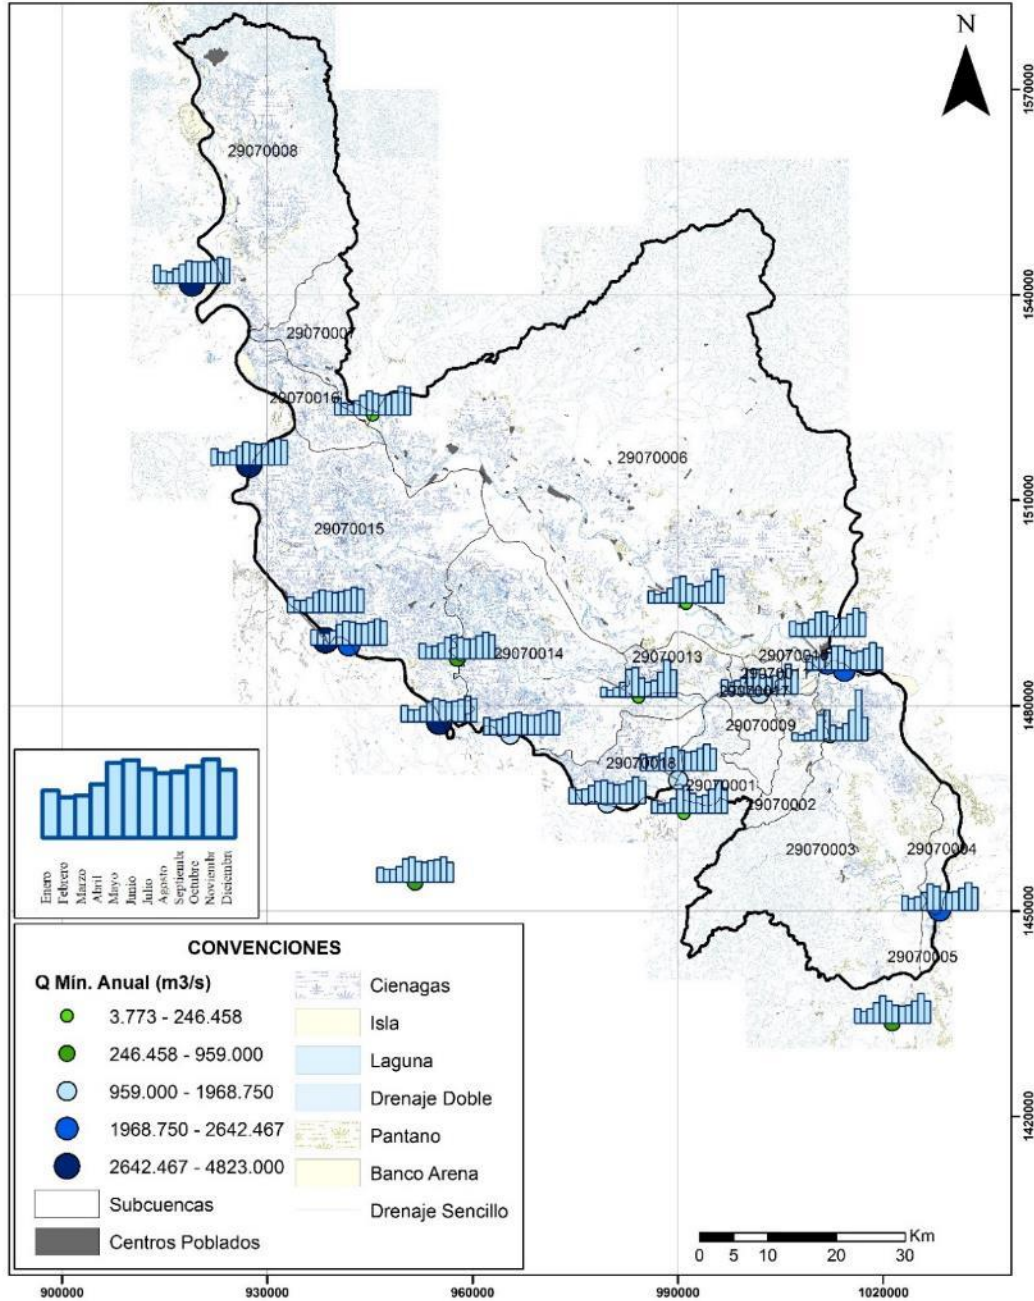 N
1570000
29070008
1540000
29070007
29070016
29070006
1510000
29070015
29070014
29070013
29070010
29070011
29070017
1480000
29070009
29070018
29070001
29070002
29070003
29070004
Enero
Febrero
Marzo
Abril
Mayo
Junio
Julio
Agosto
Septiembr
Octubre
Noviembr
Diciembre
1450000
29070005
CONVENCIONES
Q Mín. Anual (m3/s)
3.773 - 246.458
246.458 - 959.000
959.000 - 1968.750
1968.750 - 2642.467
2642.467 - 4823.000
Subcuencas
Centros Poblados
Cienagas
Isla
Laguna
Drenaje Doble
Pantano
Banco Arena
Drenaje Sencillo
1420000
Km
0 5 10 20 30
900000 930000 960000 990000 1020000